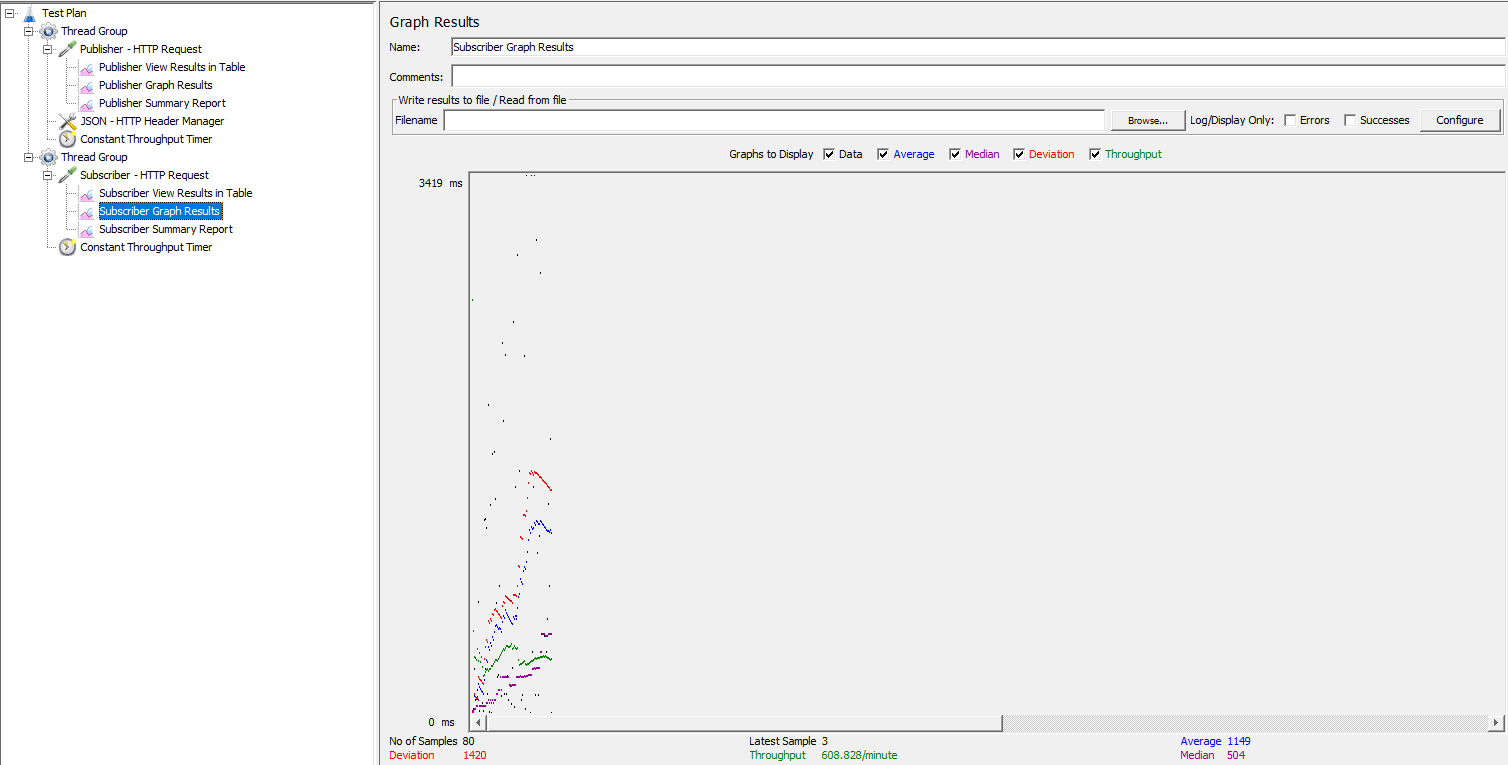 Test Plan
Thread Group
Publisher - HTTP Request
Publisher View Results in Table
Publisher Graph Results
Publisher Summary Report
JSON - HTTP Header Manager
Constant Throughput Timer
Thread Group
Subscriber - HTTP Request
Subscriber View Results in Table
Subscriber Graph Results
Subscriber Summary Report
Constant Throughput Timer
Graph Results
Name: Subscriber Graph Results
Comments:
Write results to file / Read from file
Filename Browse... Log/Display Only: Errors Successes Configure
Graphs to Display Data Average Median Deviation Throughput
3419 ms
0 ms
No of Samples 80 Latest Sample 3 Average 1149
Deviation 1420 Throughput 608.828/minute Median 504